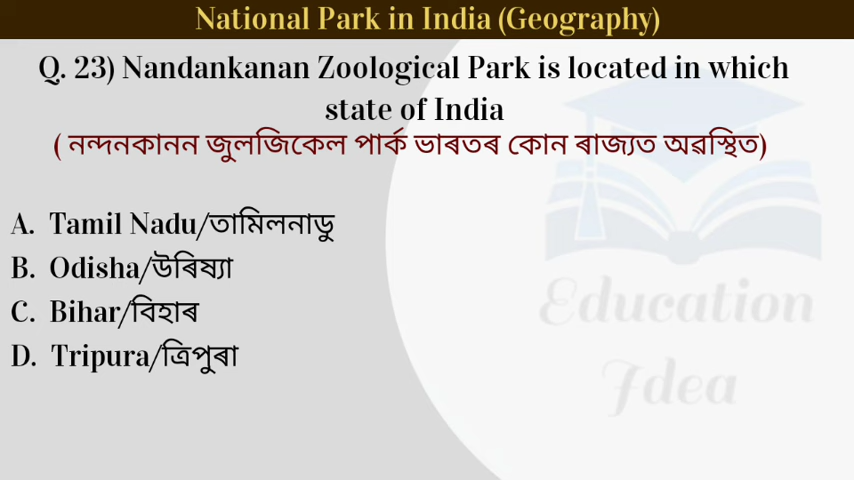 National Park in India (Geography)
Q. 23) Nandankanan Zoological Park is located in which
state of India
( নন্দনকানন জুলজিকেল পাৰ্ক ভাৰতৰ কোন ৰাজ্যত অৱস্থিত)
A. Tamil Nadu/তামিলনাডু
B. Odisha/উৰিষ্যা
C. Bihar/বিহাৰ
D. Tripura/ত্ৰিপুৰা
Education
Idea